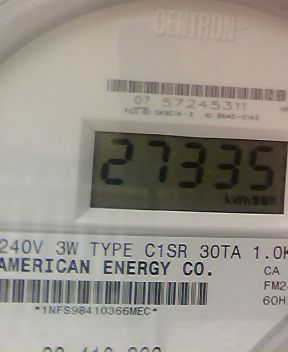 CENTRON®
07 57245311
27335
kWh
240V 3W TYPE C1SR 30TA 1.0K
AMERICAN ENERGY CO.
CA
FM2
*1NFS98410366MEC*
60H